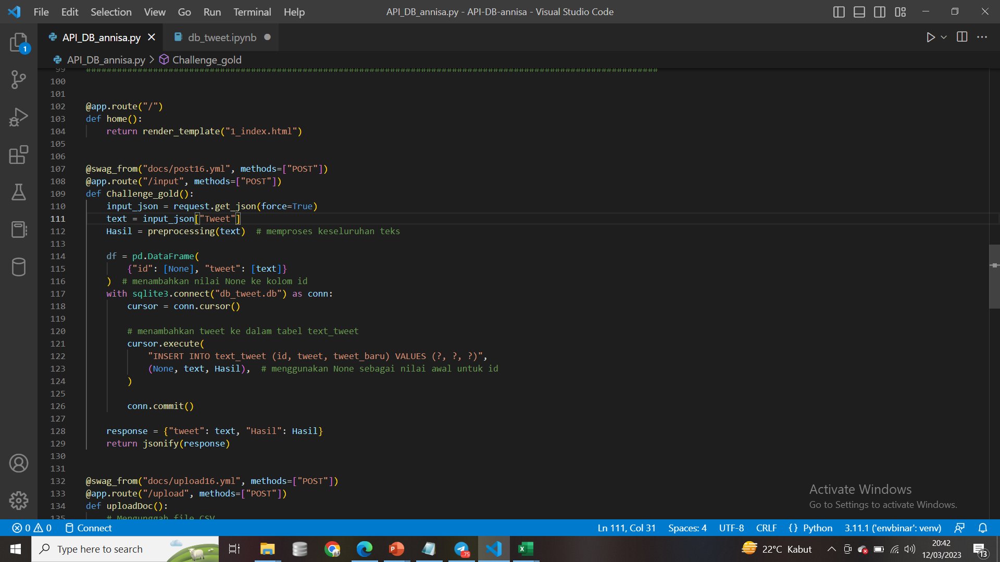 File Edit Selection View Go Run Terminal Help
API_DB_annisa.py - API-DB-annisa - Visual Studio Code
API_DB_annisa.py
db_tweet.ipynb
1
API_DB_annisa.py > Challenge_gold
99 ###############################################################################################################
100
101
102 @app.route("/")
103 def home():
104     return render_template("1_index.html")
105
106
107 @swag_from("docs/post16.yml", methods=["POST"])
108 @app.route("/input", methods=["POST"])
109 def Challenge_gold():
110     input_json = request.get_json(force=True)
111     text = input_json["Tweet"]
112     Hasil = preprocessing(text)  # memproses keseluruhan teks
113
114     df = pd.DataFrame(
115         {"id": [None], "tweet": [text]}
116     )  # menambahkan nilai None ke kolom id
117     with sqlite3.connect("db_tweet.db") as conn:
118         cursor = conn.cursor()
119
120         # menambahkan tweet ke dalam tabel text_tweet
121         cursor.execute(
122             "INSERT INTO text_tweet (id, tweet, tweet_baru) VALUES (?, ?, ?)",
123             (None, text, Hasil),  # menggunakan None sebagai nilai awal untuk id
124         )
125
126         conn.commit()
127
128     response = {"tweet": text, "Hasil": Hasil}
129     return jsonify(response)
130
131
132 @swag_from("docs/upload16.yml", methods=["POST"])
133 @app.route("/upload", methods=["POST"])
134 def uploadDoc():
135     # Mengunggah file CSV
Activate Windows
Go to Settings to activate Windows.
0 0 Connect
Ln 111, Col 31 Spaces: 4 UTF-8 CRLF {} Python 3.11.1 ('envbinar': venv)
Type here to search
..75
22°C Kabut
20:42
12/03/2023
13